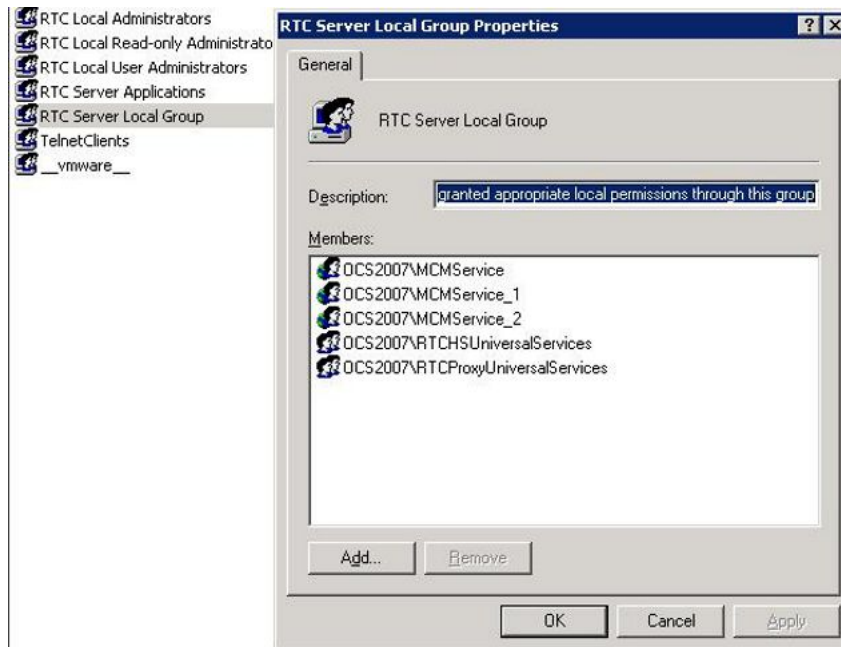 RTC Local Administrators
RTC Local Read-only Administrato
RTC Local User Administrators
RTC Server Applications
RTC Server Local Group
TelnetClients
__vmware__
RTC Server Local Group Properties
General
RTC Server Local Group
Description:
granted appropriate local permissions through this group
Members:
OCS2007\MCMService
OCS2007\MCMService_1
OCS2007\MCMService_2
OCS2007\RTCHSUniversalServices
OCS2007\RTCProxyUniversalServices
Add...
Remove
OK
Cancel
Apply